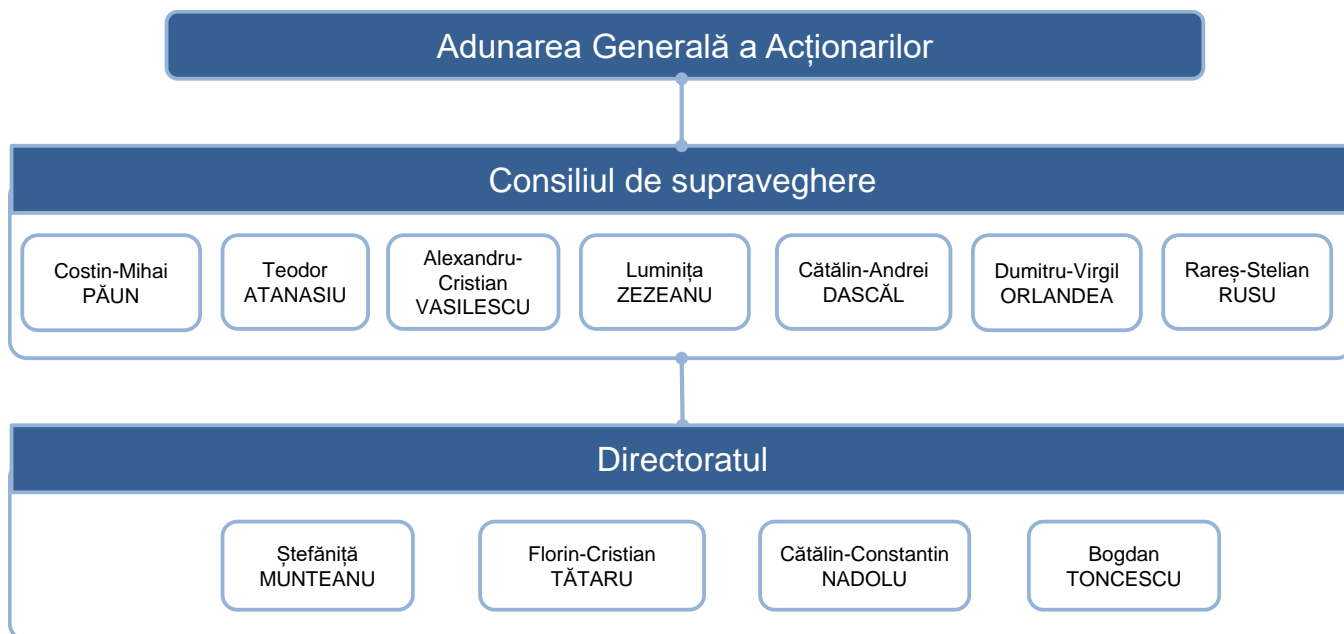 Adunarea Generală a Acționarilor
Consiliul de supraveghere
Costin-Mihai
PĂUN
Teodor
ATANASIU
Alexandru-
Cristian
VASILESCU
Luminița
ZEZEANU
Cătălin-Andrei
DASCĂL
Dumitru-Virgil
ORLANDEA
Rareș-Stelian
RUSU
Directoratul
Ștefăniță
MUNTEANU
Florin-Cristian
TĂTARU
Cătălin-Constantin
NADOLU
Bogdan
TONCESCU